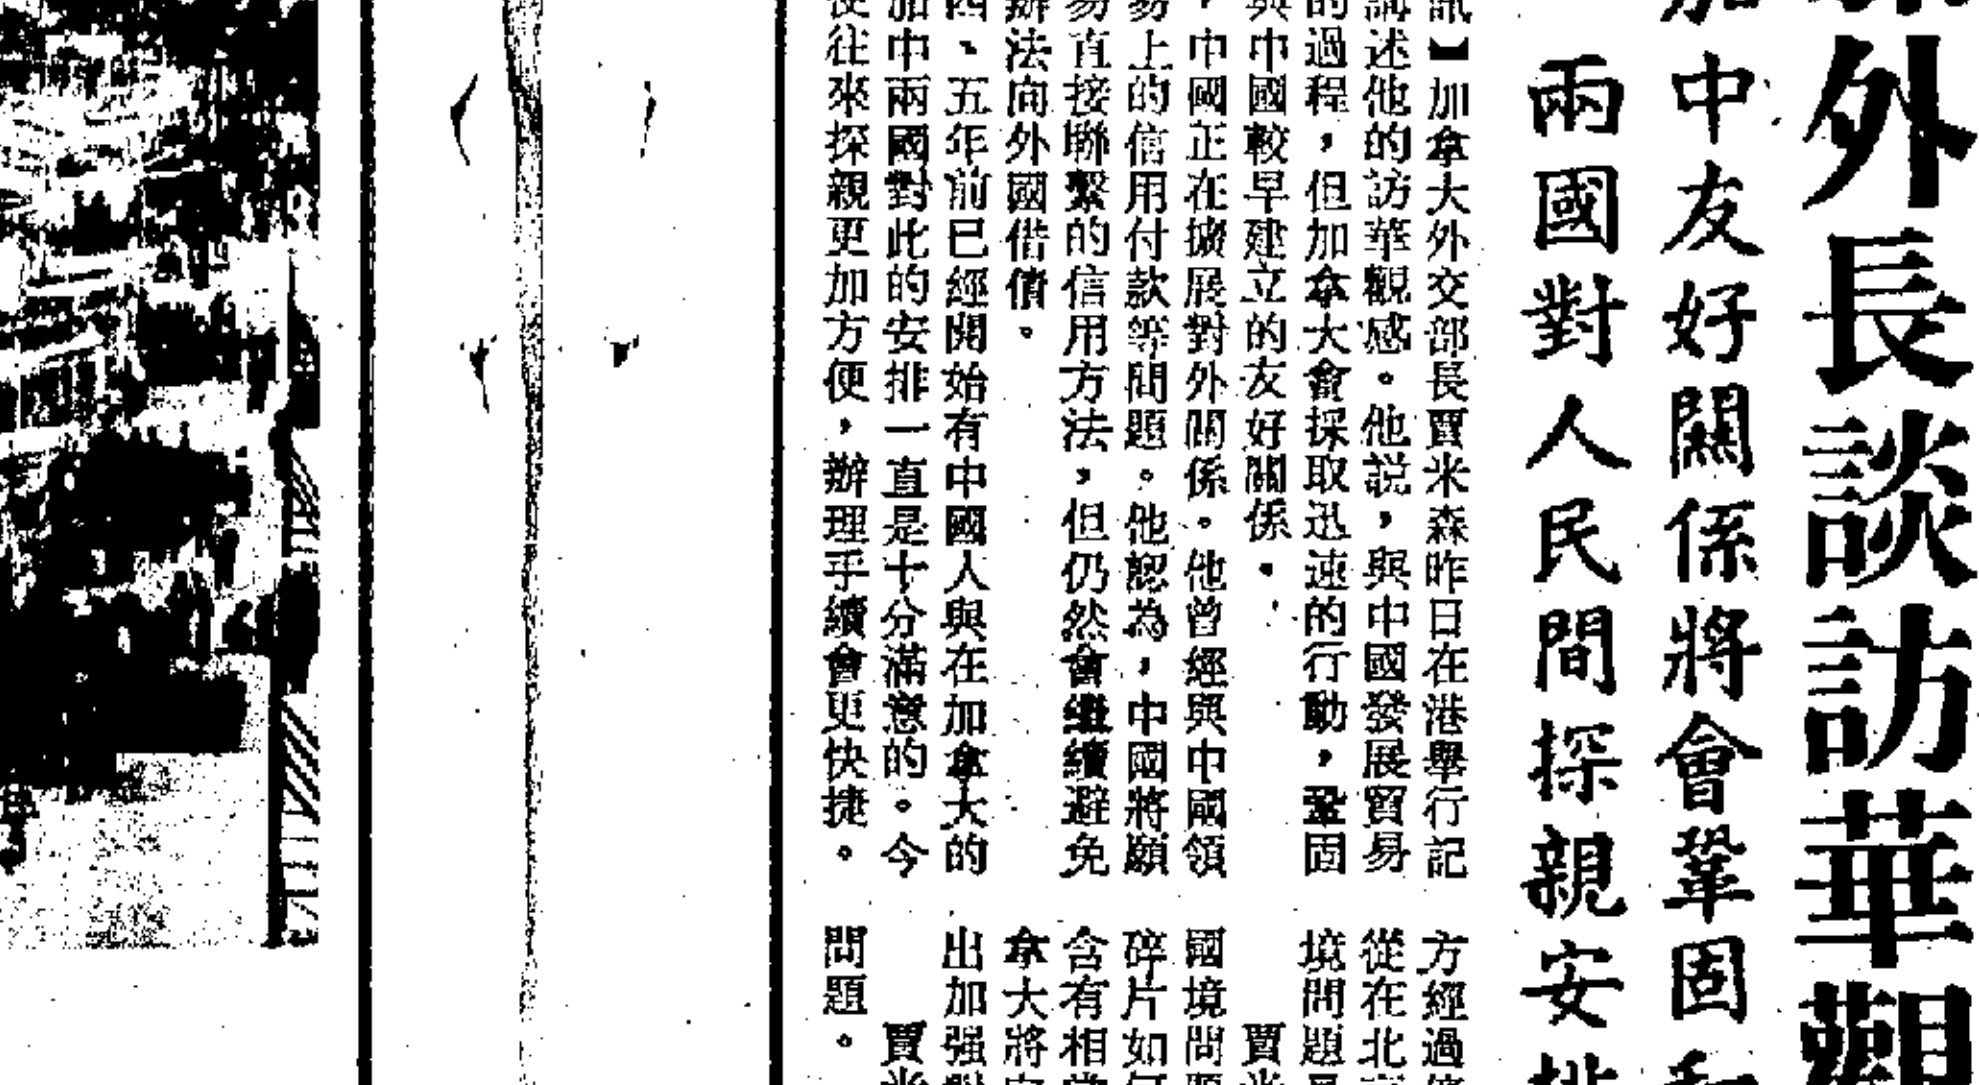 外長談訪華觀
中友好關係將會鞏固和
兩國對人民間探親安排
訊】加拿大外交部長賈米森昨日在港舉行記
講述他的訪華觀感。他説，與中國發展貿易
的過程，但加拿大會採取迅速的行動，鞏固
與中國較早建立的友好關係。
，中國正在擴展對外關係。他曾經與中國領
易上的信用付款等問題。他認為，中國將願
易直接聯繫的信用方法，但仍然會繼續避免
辦法向外國借債。
四、五年前已經開始有中國人與在加拿大的
加中兩國對此的安排一直是十分滿意的。今
往來探親更加方便，辦理手續會更快捷。
方經過
從在北
境問題
賈米
國境問題
碎片如何
含有相當
拿大將
出加强對
賈米
問題。